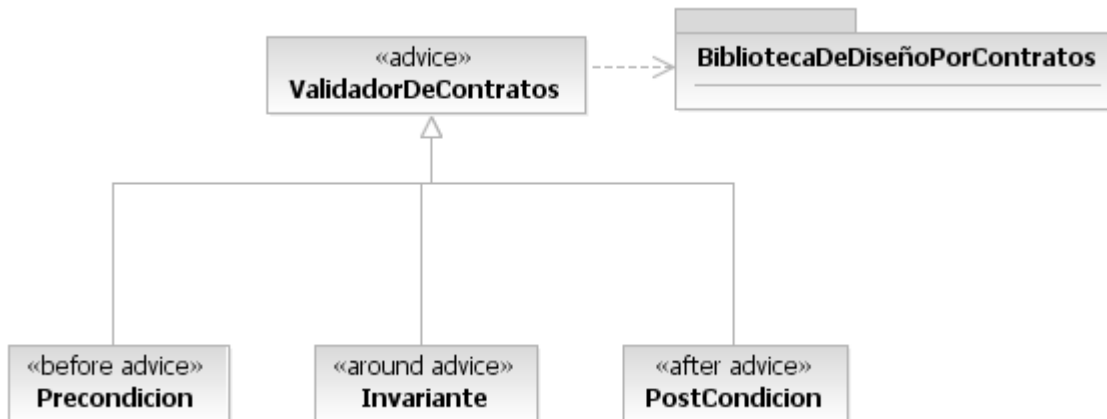 «advice»
ValidadorDeContratos
BibliotecaDeDiseñoPorContratos
«before advice»
Precondicion
«around advice»
Invariante
«after advice»
PostCondicion